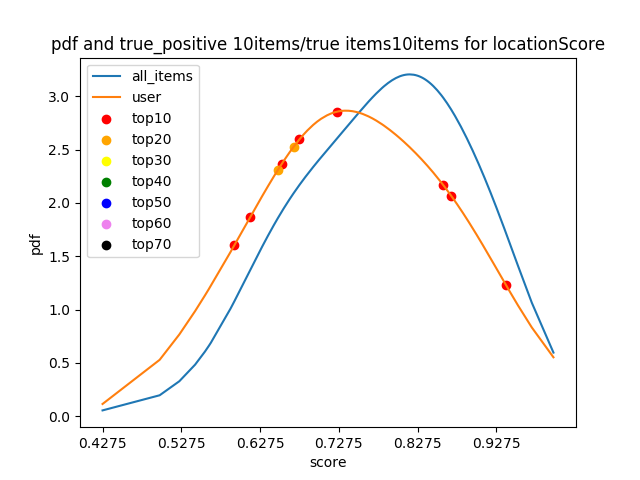 pdf and true_positive 10items/true items10items for locationScore
all_items
user
top10
top20
top30
top40
top50
top60
top70
3.0
2.5
2.0
1.5
1.0
0.5
0.0
pdf
0.4275 0.5275 0.6275 0.7275 0.8275 0.9275
score